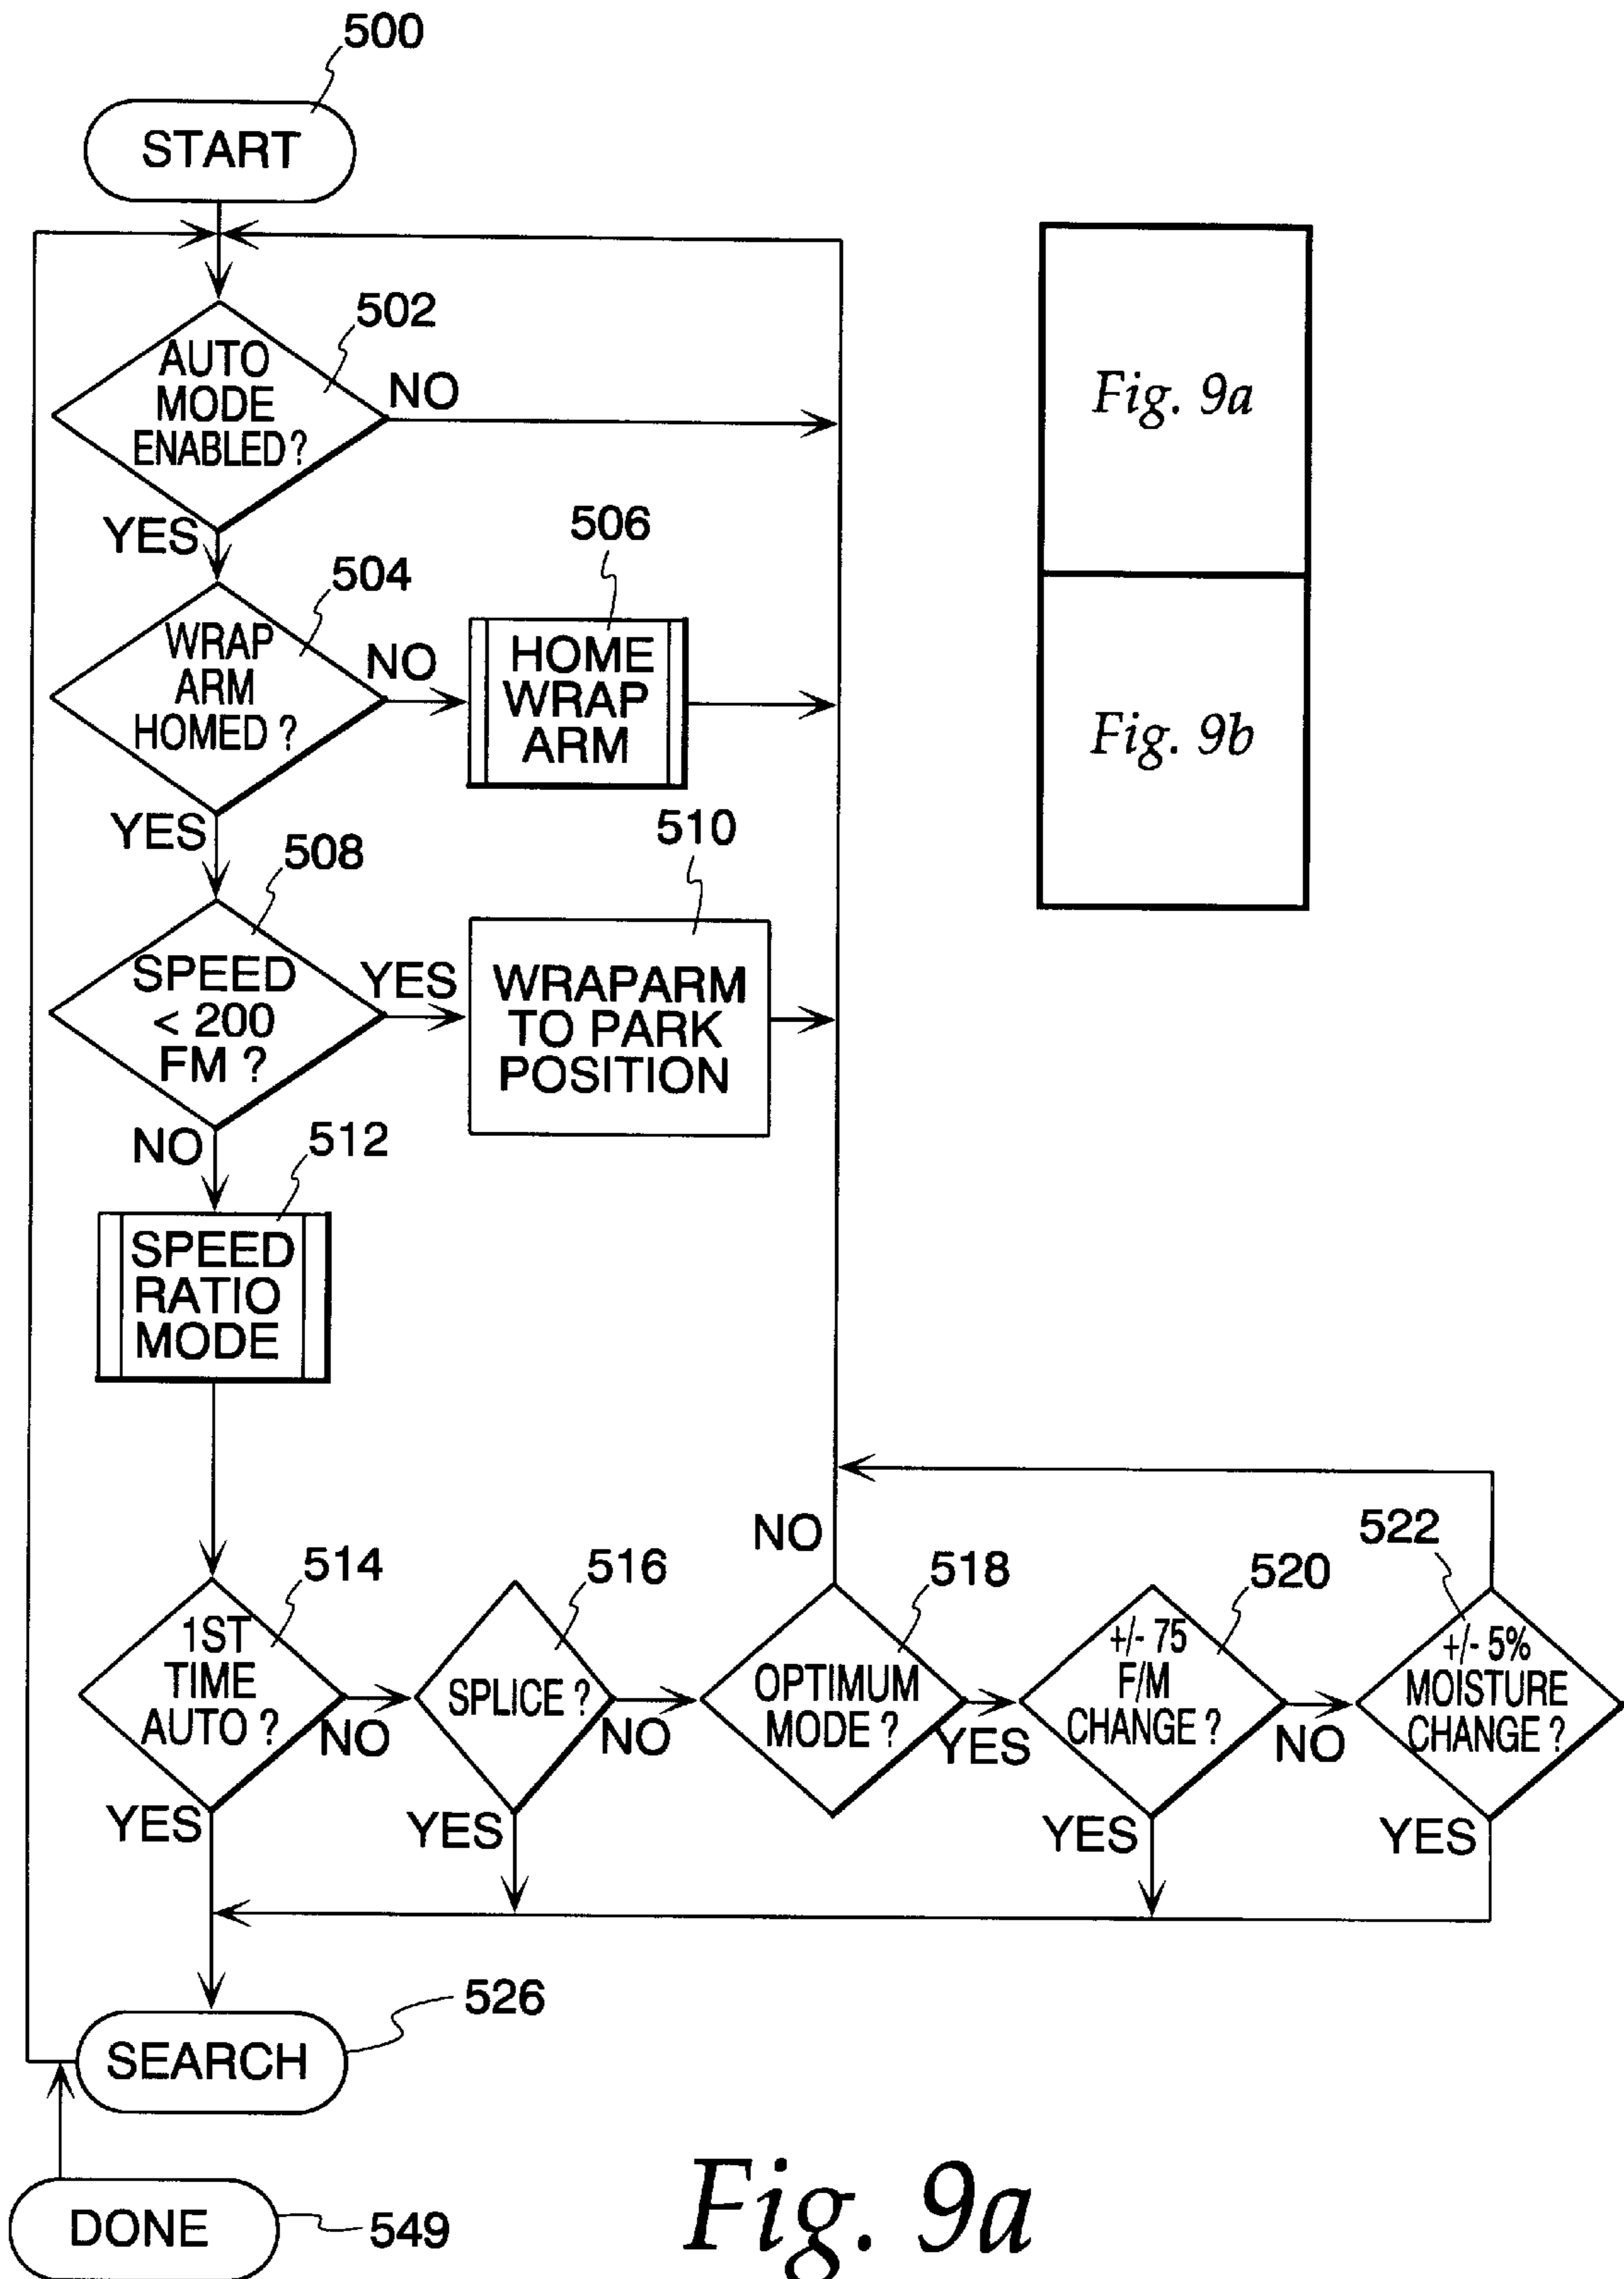 500
START
502
AUTO
MODE
ENABLED ?
NO
YES
504
WRAP
ARM
HOMED ?
NO
506
HOME
WRAP
ARM
YES
508
SPEED
< 200
FM ?
YES
510
WRAPARM
TO PARK
POSITION
NO
512
SPEED
RATIO
MODE
514
1ST
TIME
AUTO ?
NO
YES
516
SPLICE ?
NO
YES
NO
518
OPTIMUM
MODE ?
YES
520
+/- 75
F/M
CHANGE ?
NO
YES
522
+/- 5%
MOISTURE
CHANGE ?
YES
526
SEARCH
DONE
549
Fig. 9a
Fig. 9b
Fig. 9a